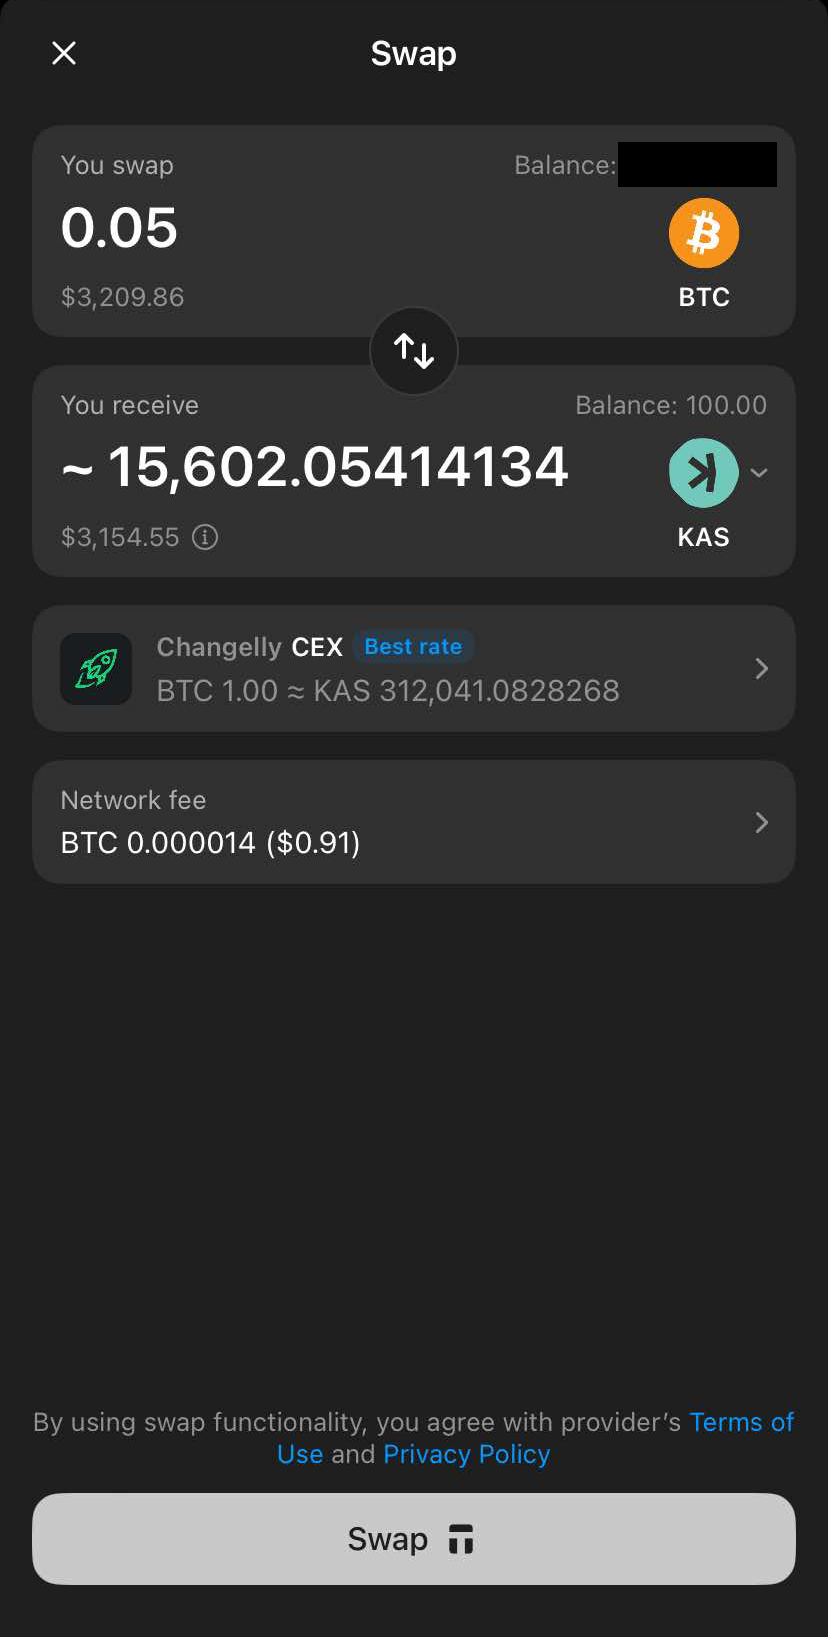 Swap
You swap
Balance:
0.05
$3,209.86
BTC
You receive
Balance: 100.00
~ 15,602.05414134
$3,154.55
KAS
Changelly CEX Best rate
BTC 1.00 ≈ KAS 312,041.0828268
Network fee
BTC 0.000014 ($0.91)
By using swap functionality, you agree with provider’s Terms of
Use and Privacy Policy
Swap